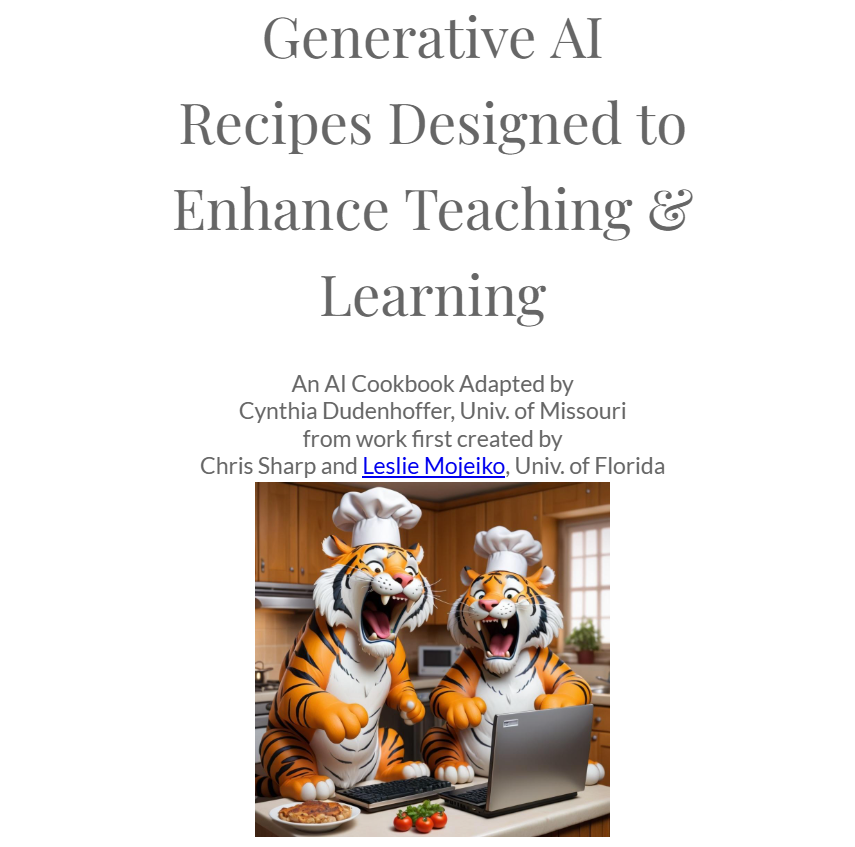 Generative AI
Recipes Designed to
Enhance Teaching &
Learning
An AI Cookbook Adapted by
Cynthia Dudenhoffer, Univ. of Missouri
from work first created by
Chris Sharp and Leslie Mojeiko, Univ. of Florida